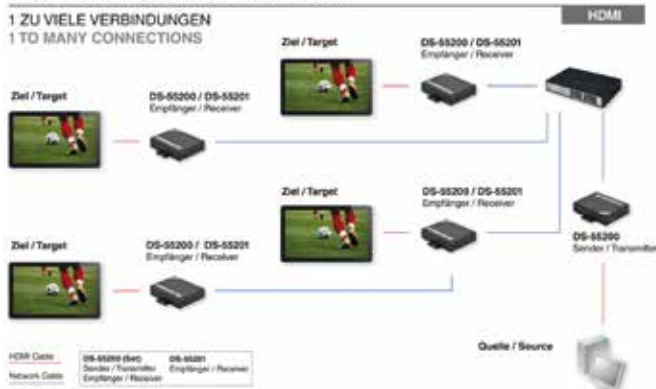 1 ZU VIELE VERBINDUNGEN
1 TO MANY CONNECTIONS
HDMI
Ziel / Target
DS-55200 / DS-55201
Empfänger / Receiver
Ziel / Target
DS-55200 / DS-55201
Empfänger / Receiver
Ziel / Target
DS-55200 / DS-55201
Empfänger / Receiver
Ziel / Target
DS-55200 / DS-55201
Empfänger / Receiver
DS-55200
Sender / Transmitter
Quelle / Source
HDMI Cable
Network Cable
DS-55200 (Set)
Sender / Transmitter
Empfänger / Receiver
DS-55201
Empfänger / Receiver